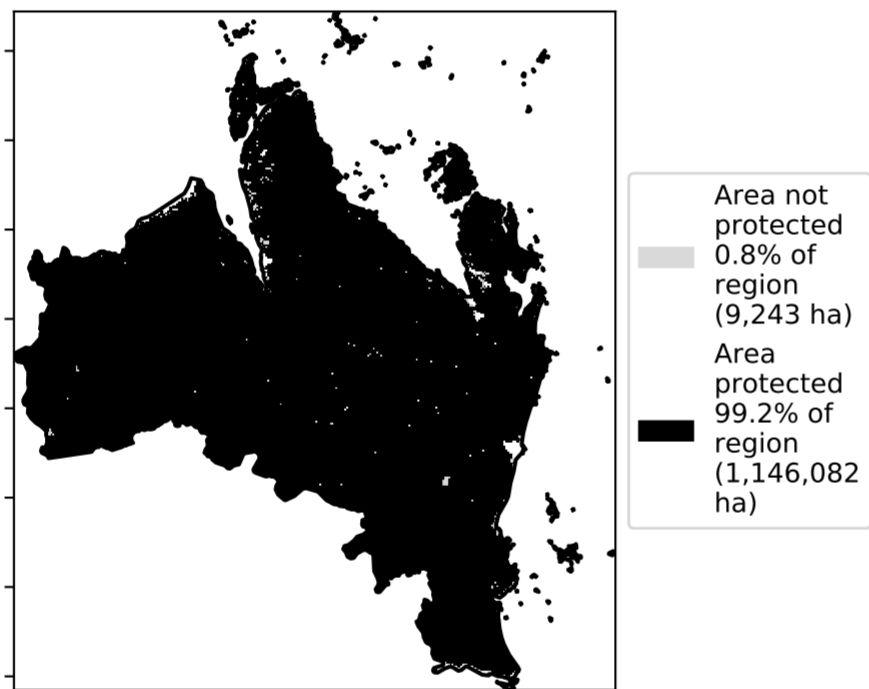 Area not
protected
0.8% of
region
(9,243 ha)
Area
protected
99.2% of
region
(1,146,082
ha)